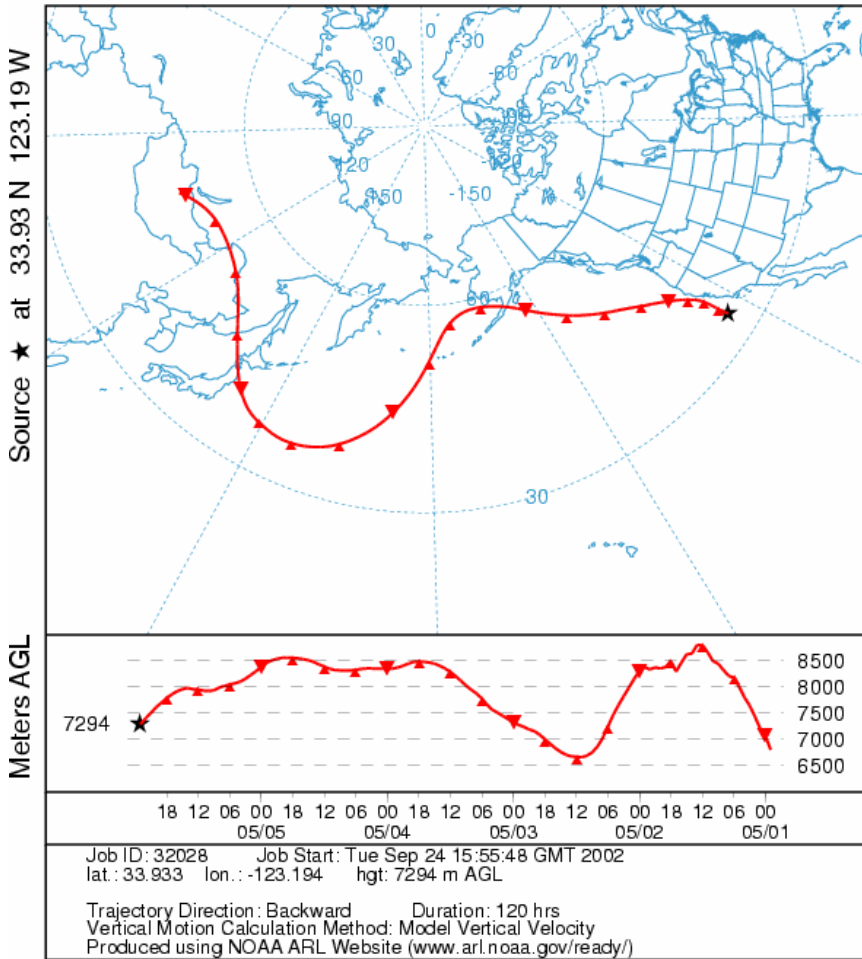 Source ★ at 33.93 N 123.19 W
0
30
-30
60
-60
90
-90
120
-120
150
-150
60
30
Meters AGL
8500
8000
7500
7294
7000
6500
18 12 06 00 18 12 06 00 18 12 06 00 18 12 06 00 18 12 06 00
05/05 05/04 05/03 05/02 05/01
Job ID: 32028 Job Start: Tue Sep 24 15:55:48 GMT 2002
lat.: 33.933 lon.: -123.194 hgt: 7294 m AGL
Trajectory Direction: Backward Duration: 120 hrs
Vertical Motion Calculation Method: Model Vertical Velocity
Produced using NOAA ARL Website (www.arl.noaa.gov/ready/)